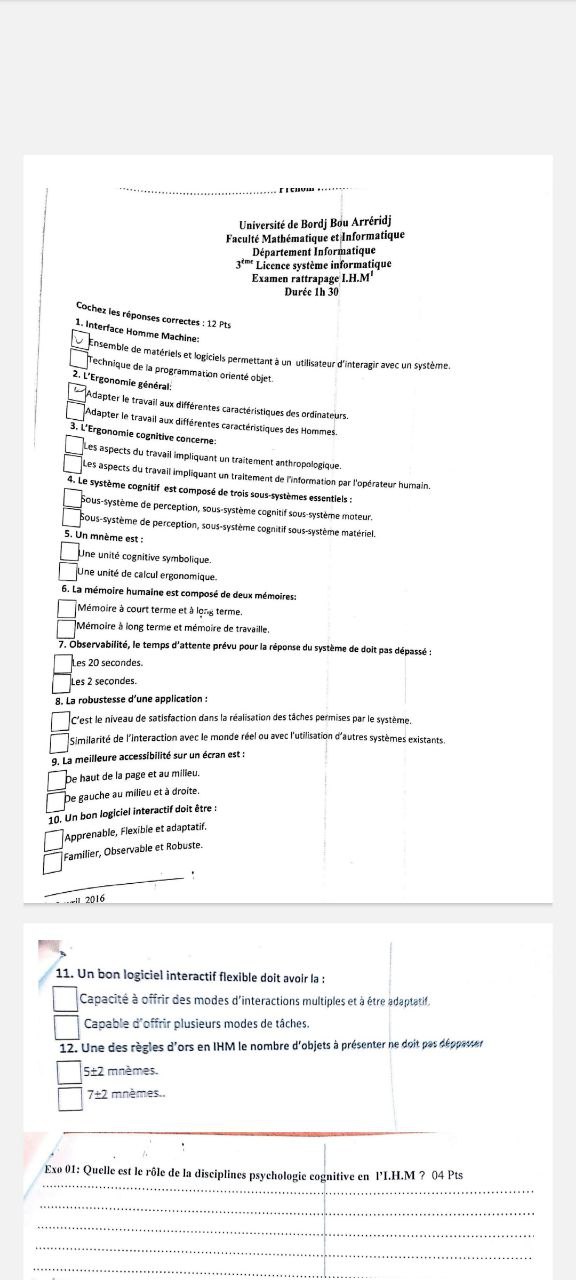 Prénom :
Université de Bordj Bou Arréridj
Faculté Mathématique et Informatique
Département Informatique
3ème Licence système informatique
Examen rattrapage I.H.M
Durée 1h 30
Cochez les réponses correctes : 12 Pts
1. Interface Homme Machine:
Ensemble de matériels et logiciels permettant à un utilisateur d'interagir avec un système.
Technique de la programmation orienté objet.
2. L'Ergonomie général:
Adapter le travail aux différentes caractéristiques des ordinateurs.
Adapter le travail aux différentes caractéristiques des Hommes.
3. L'Ergonomie cognitive concerne:
Les aspects du travail impliquant un traitement anthropologique.
Les aspects du travail impliquant un traitement de l'information par l'opérateur humain.
4. Le système cognitif est composé de trois sous-systèmes essentiels :
Sous-système de perception, sous-système cognitif sous-système moteur.
Sous-système de perception, sous-système cognitif sous-système matériel.
5. Un mnème est :
Une unité cognitive symbolique.
Une unité de calcul ergonomique.
6. La mémoire humaine est composé de deux mémoires:
Mémoire à court terme et à long terme.
Mémoire à long terme et mémoire de travaille.
7. Observabilité, le temps d'attente prévu pour la réponse du système de doit pas dépassé :
Les 20 secondes.
Les 2 secondes.
8. La robustesse d'une application :
C'est le niveau de satisfaction dans la réalisation des tâches permises par le système.
Similarité de l'interaction avec le monde réel ou avec l'utilisation d'autres systèmes existants.
9. La meilleure accessibilité sur un écran est :
De haut de la page et au milieu.
De gauche au milieu et à droite.
10. Un bon logiciel interactif doit être :
Apprenable, Flexible et adaptatif.
Familier, Observable et Robuste.
2016
11. Un bon logiciel interactif flexible doit avoir la :
Capacité à offrir des modes d'interactions multiples et à être adaptatif.
Capable d'offrir plusieurs modes de tâches.
12. Une des règles d'ors en IHM le nombre d'objets à présenter ne doit pas déppasser
5±2 mnèmes.
7±2 mnèmes..
Exo 01: Quelle est le rôle de la disciplines psychologie cognitive en l'I.H.M ? 04 Pts